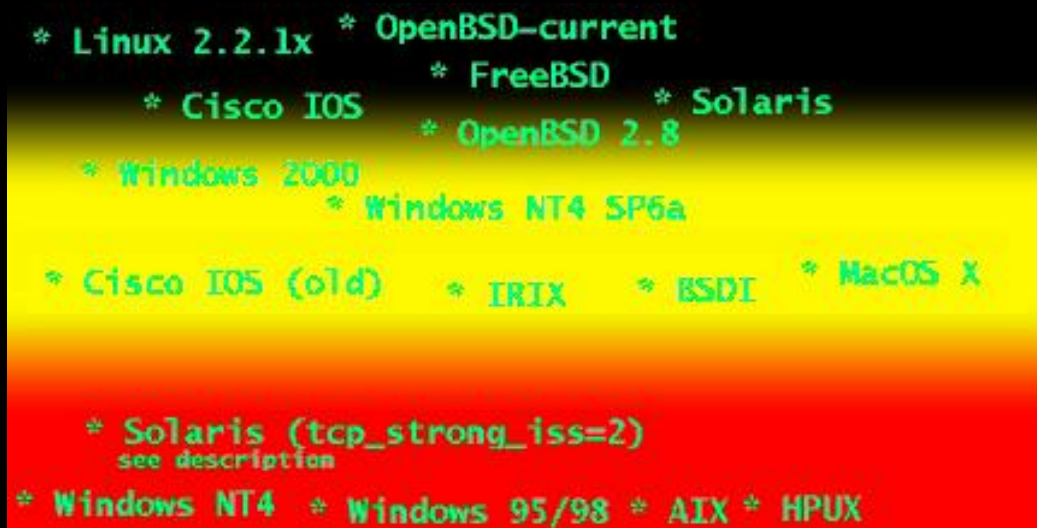 * Linux 2.2.1x * OpenBSD-current
* FreeBSD
* Cisco IOS * Solaris
* OpenBSD 2.8
* Windows 2000
* Windows NT4 SP6a
* Cisco IOS (old) * IRIX * BSDI * MacOS X
* Solaris (tcp_strong_iss=2)
see description
* Windows NT4 * Windows 95/98 * AIX * HPUX